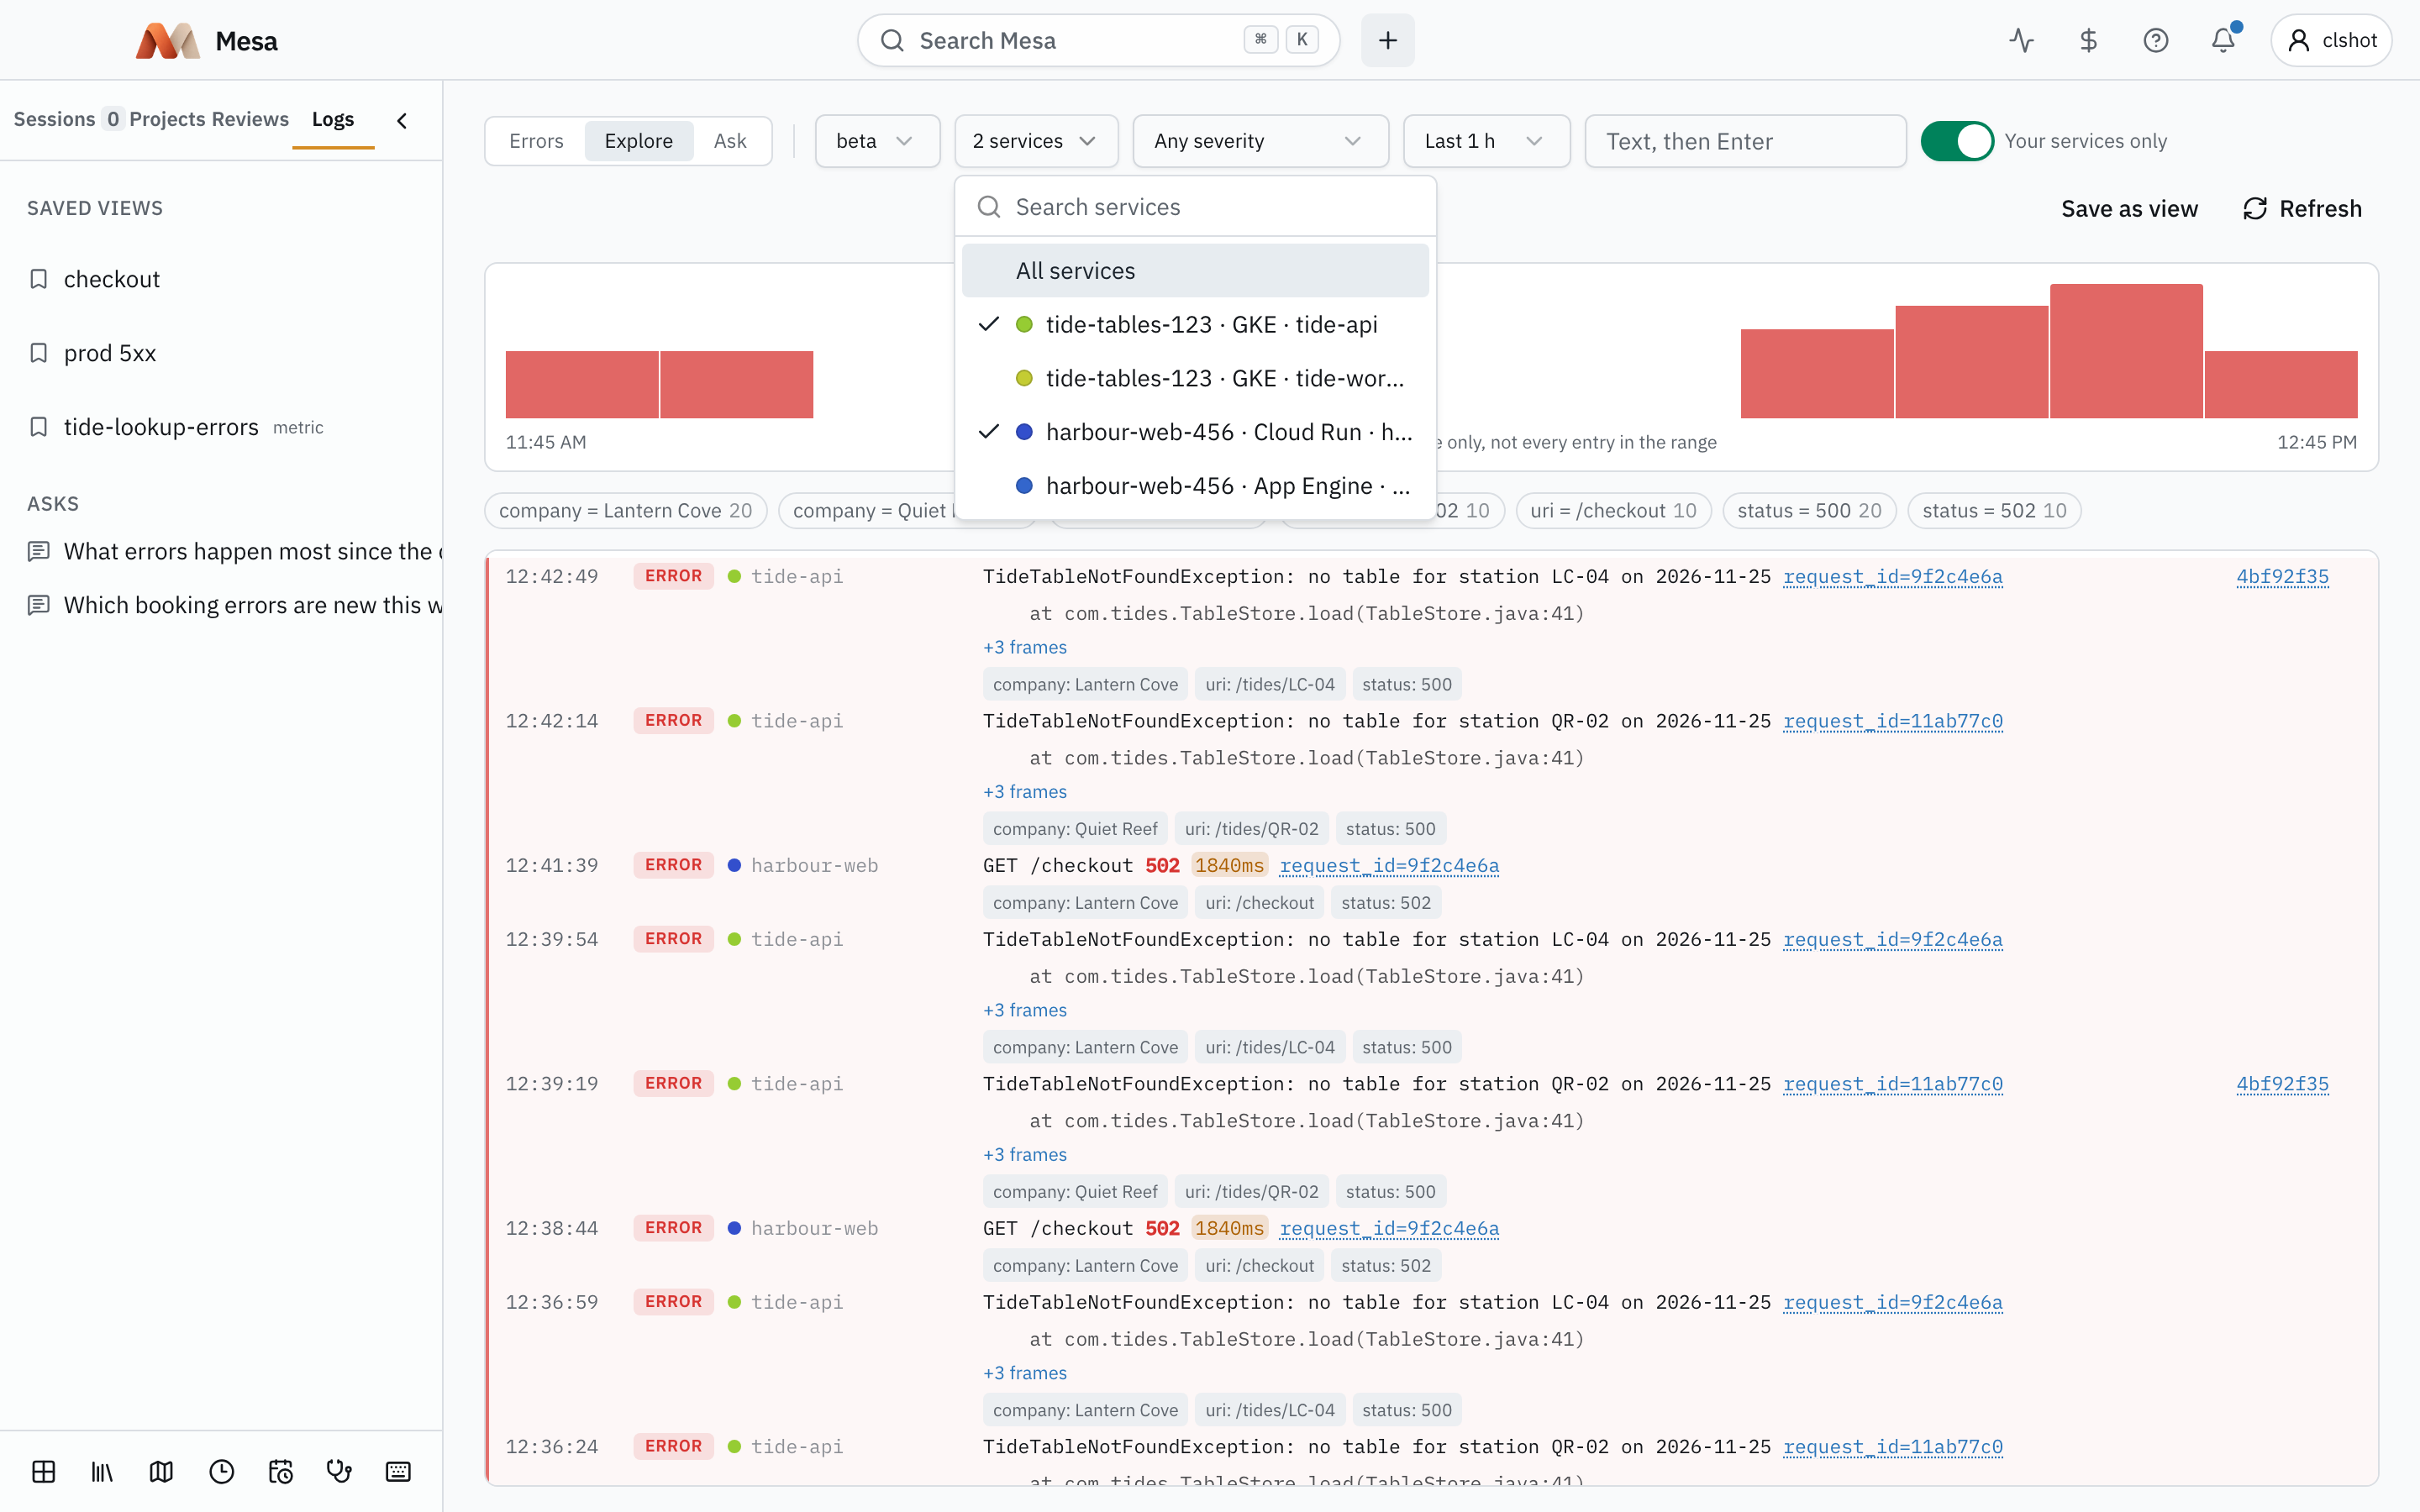 Mesa
Search Mesa
⌘ K
clshot
Sessions 0 Projects Reviews Logs
Errors Explore Ask
beta
2 services
Any severity
Last 1 h
Text, then Enter
Your services only
SAVED VIEWS
checkout
prod 5xx
tide-lookup-errors metric
ASKS
What errors happen most since the
Which booking errors are new this
Search services
All services
tide-tables-123 · GKE · tide-api
tide-tables-123 · GKE · tide-wor...
harbour-web-456 · Cloud Run · h...
harbour-web-456 · App Engine · ...
Save as view
Refresh
11:45 AM
only, not every entry in the range
12:45 PM
company = Lantern Cove 20
company = Quiet
02 10
uri = /checkout 10
status = 500 20
status = 502 10
12:42:49 ERROR tide-api TideTableNotFoundException: no table for station LC-04 on 2026-11-25 request_id=9f2c4e6a 4bf92f35
at com.tides.TableStore.load(TableStore.java:41)
+3 frames
company: Lantern Cove uri: /tides/LC-04 status: 500
12:42:14 ERROR tide-api TideTableNotFoundException: no table for station QR-02 on 2026-11-25 request_id=11ab77c0
at com.tides.TableStore.load(TableStore.java:41)
+3 frames
company: Quiet Reef uri: /tides/QR-02 status: 500
12:41:39 ERROR harbour-web GET /checkout 502 1840ms request_id=9f2c4e6a
company: Lantern Cove uri: /checkout status: 502
12:39:54 ERROR tide-api TideTableNotFoundException: no table for station LC-04 on 2026-11-25 request_id=9f2c4e6a
at com.tides.TableStore.load(TableStore.java:41)
+3 frames
company: Lantern Cove uri: /tides/LC-04 status: 500
12:39:19 ERROR tide-api TideTableNotFoundException: no table for station QR-02 on 2026-11-25 request_id=11ab77c0 4bf92f35
at com.tides.TableStore.load(TableStore.java:41)
+3 frames
company: Quiet Reef uri: /tides/QR-02 status: 500
12:38:44 ERROR harbour-web GET /checkout 502 1840ms request_id=9f2c4e6a
company: Lantern Cove uri: /checkout status: 502
12:36:59 ERROR tide-api TideTableNotFoundException: no table for station LC-04 on 2026-11-25 request_id=9f2c4e6a
at com.tides.TableStore.load(TableStore.java:41)
+3 frames
company: Lantern Cove uri: /tides/LC-04 status: 500
12:36:24 ERROR tide-api TideTableNotFoundException: no table for station QR-02 on 2026-11-25 request_id=11ab77c0
at com.tides.TableStore.load(TableStore.java:41)